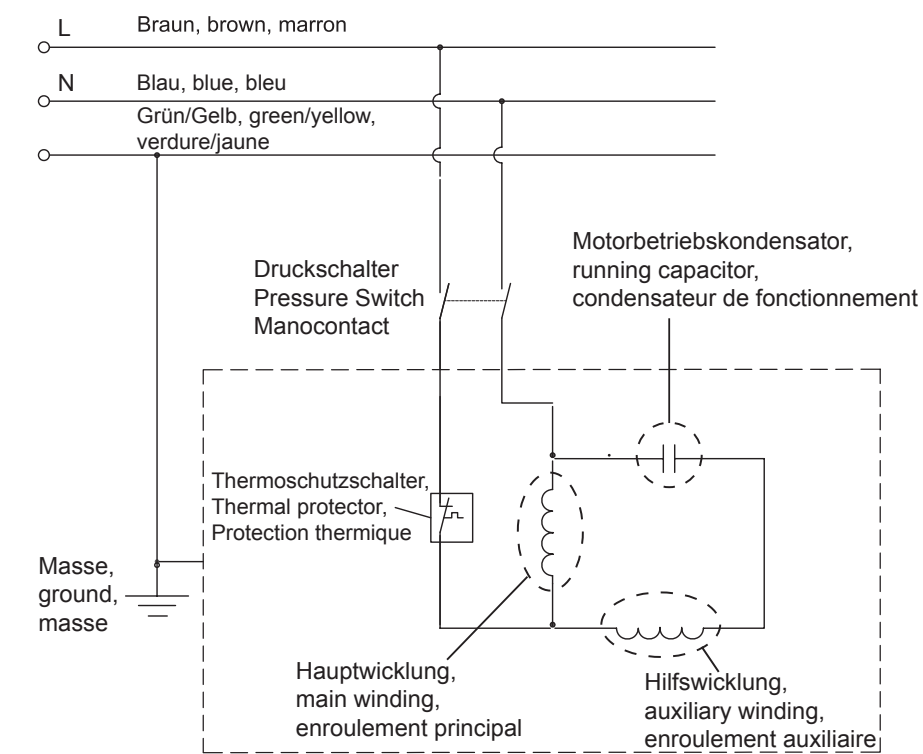 L
Braun, brown, marron
N
Blau, blue, bleu
Grün/Gelb, green/yellow,
verdure/jaune
Motorbetriebskondensator,
running capacitor,
condensateur de fonctionnement
Druckschalter
Pressure Switch
Manocontact
Thermoschutzschalter,
Thermal protector,
Protection thermique
Masse,
ground,
masse
Hauptwicklung,
main winding,
enroulement principal
Hilfswicklung,
auxiliary winding,
enroulement auxiliaire